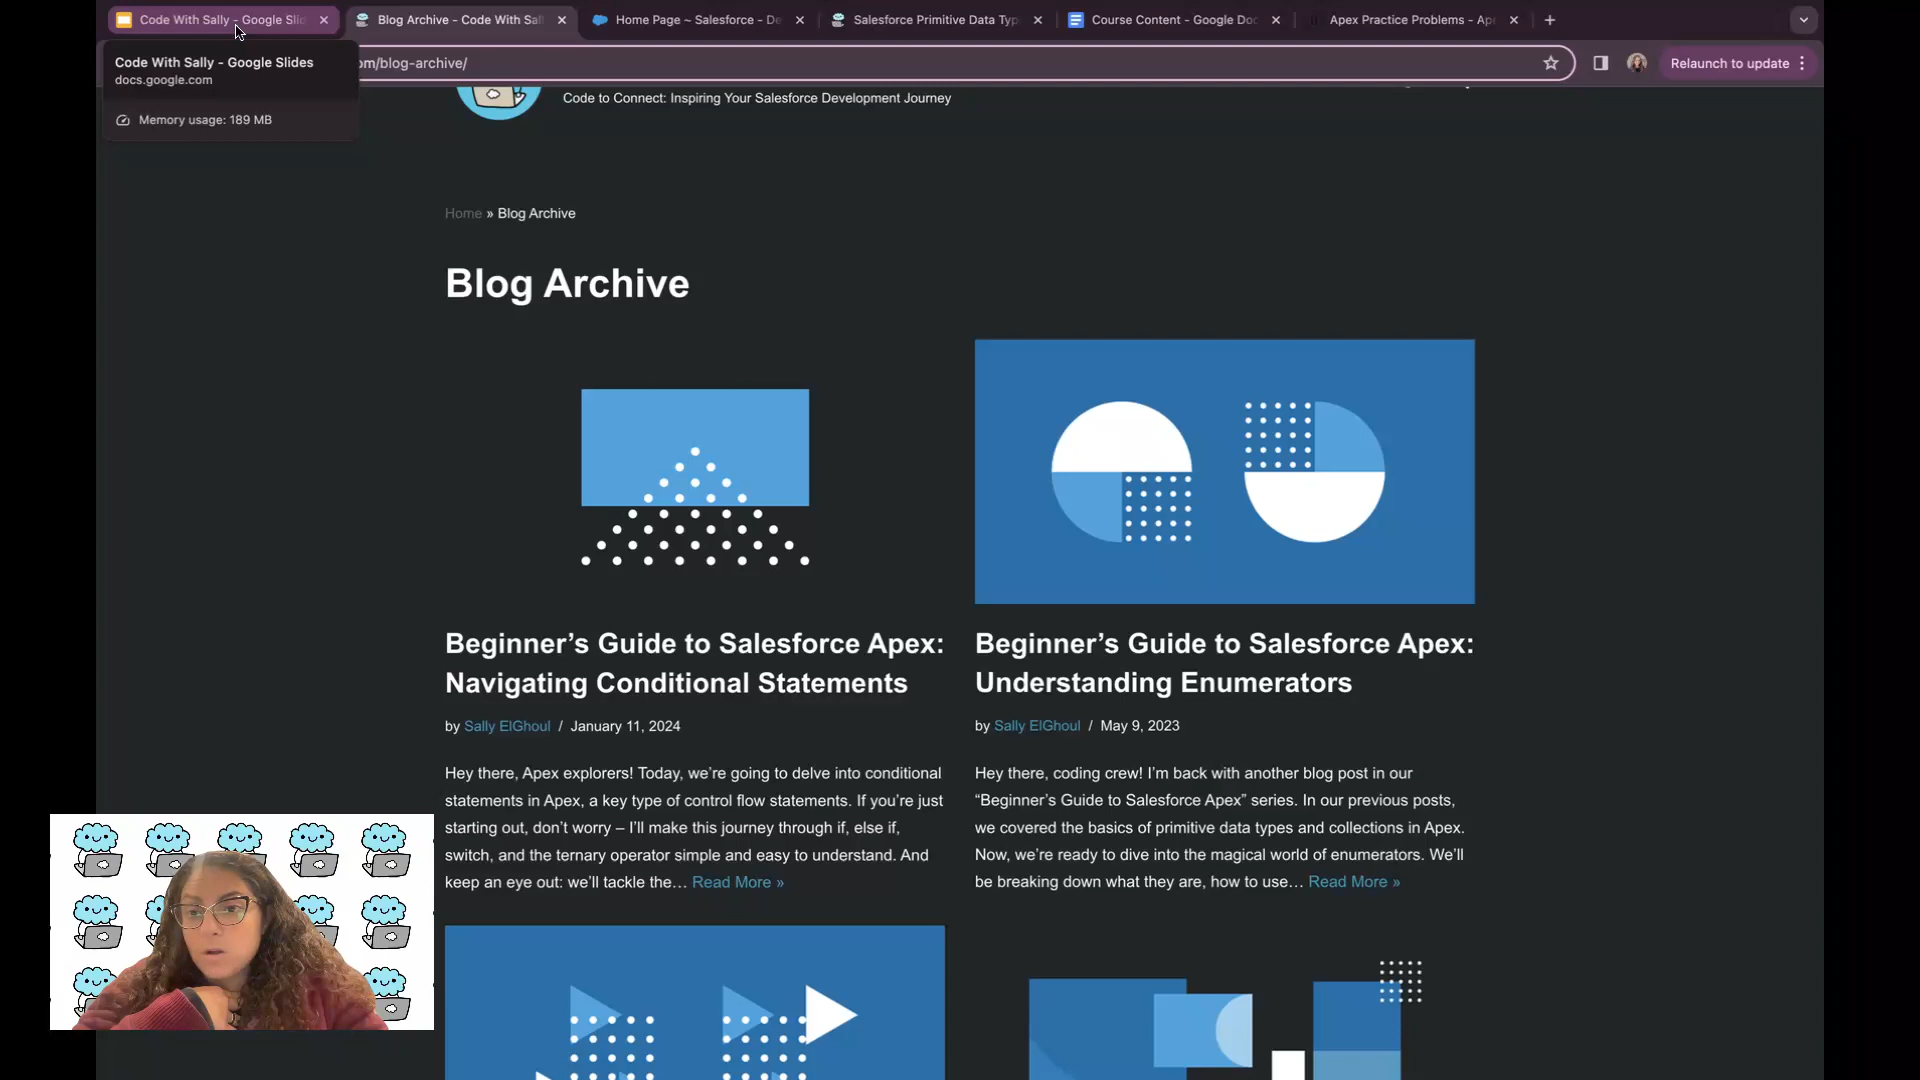 Code With Sally - Google Slid
Blog Archive - Code With Sal
Home Page ~ Salesforce - De
Salesforce Primitive Data Typ
Course Content - Google Doc
Apex Practice Problems - Ape
Code With Sally - Google Slides
docs.google.com
Memory usage: 189 MB
om/blog-archive/
Relaunch to update
Code to Connect: Inspiring Your Salesforce Development Journey
Home » Blog Archive
Blog Archive
Beginner’s Guide to Salesforce Apex:
Navigating Conditional Statements
by Sally ElGhoul / January 11, 2024
Hey there, Apex explorers! Today, we’re going to delve into conditional
statements in Apex, a key type of control flow statements. If you’re just
starting out, don’t worry – I’ll make this journey through if, else if,
switch, and the ternary operator simple and easy to understand. And
keep an eye out: we’ll tackle the… Read More »
Beginner’s Guide to Salesforce Apex:
Understanding Enumerators
by Sally ElGhoul / May 9, 2023
Hey there, coding crew! I’m back with another blog post in our
“Beginner’s Guide to Salesforce Apex” series. In our previous posts,
we covered the basics of primitive data types and collections in Apex.
Now, we’re ready to dive into the magical world of enumerators. We’ll
be breaking down what they are, how to use… Read More »